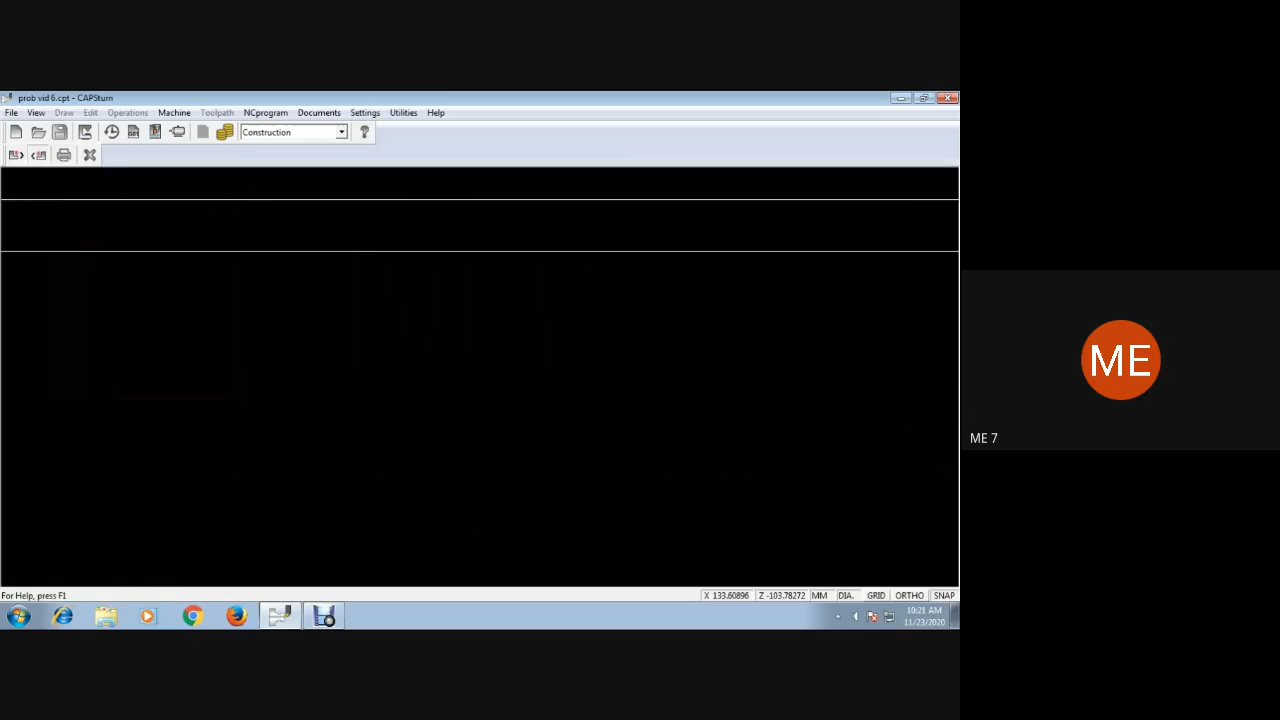 prob vid 6.cpt - CAPSturn
File View Draw Edit Operations Machine Toolpath NCprogram Documents Settings Utilities Help
Construction
ME
ME 7
For Help, press F1
X 133.60896 Z -103.78272 MM DIA. GRID ORTHO SNAP
10:21 AM
11/23/2020